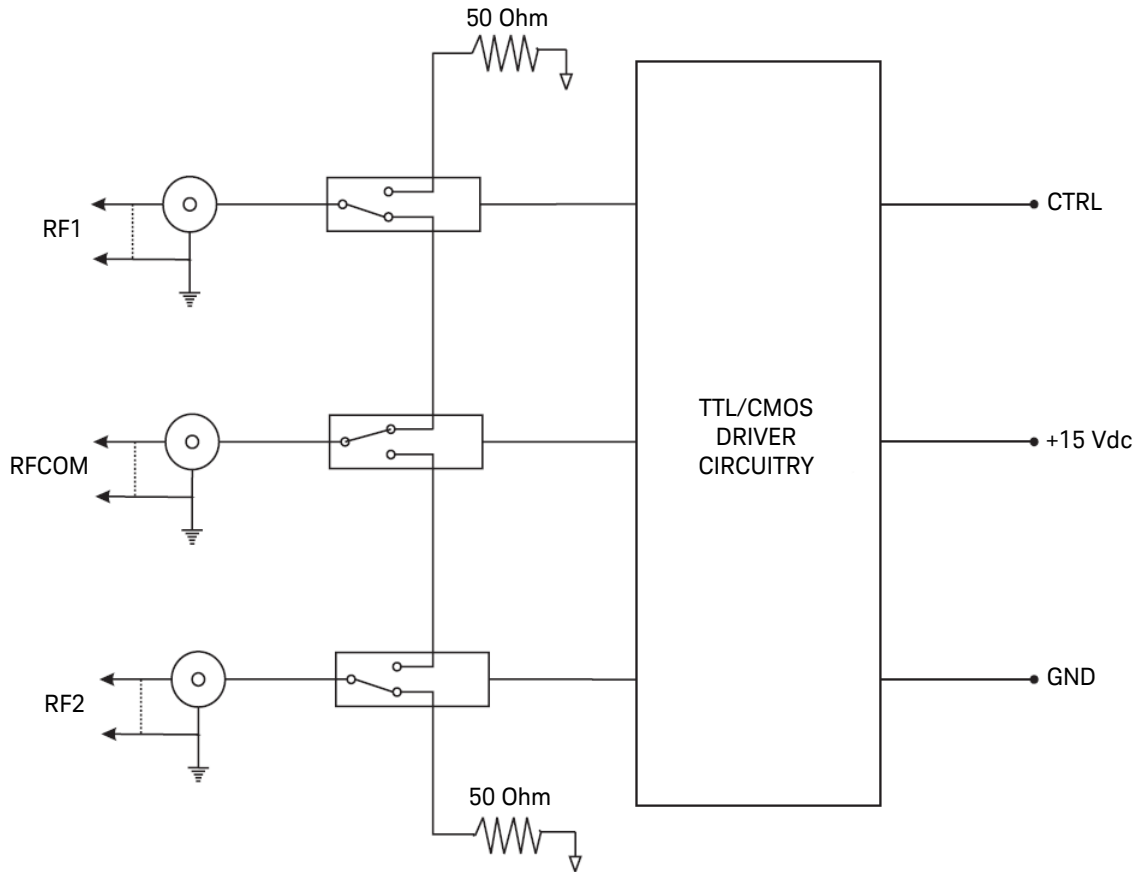 50 Ohm
RF1
CTRL
RFCOM
TTL/CMOS
DRIVER
CIRCUITRY
+15 Vdc
RF2
GND
50 Ohm